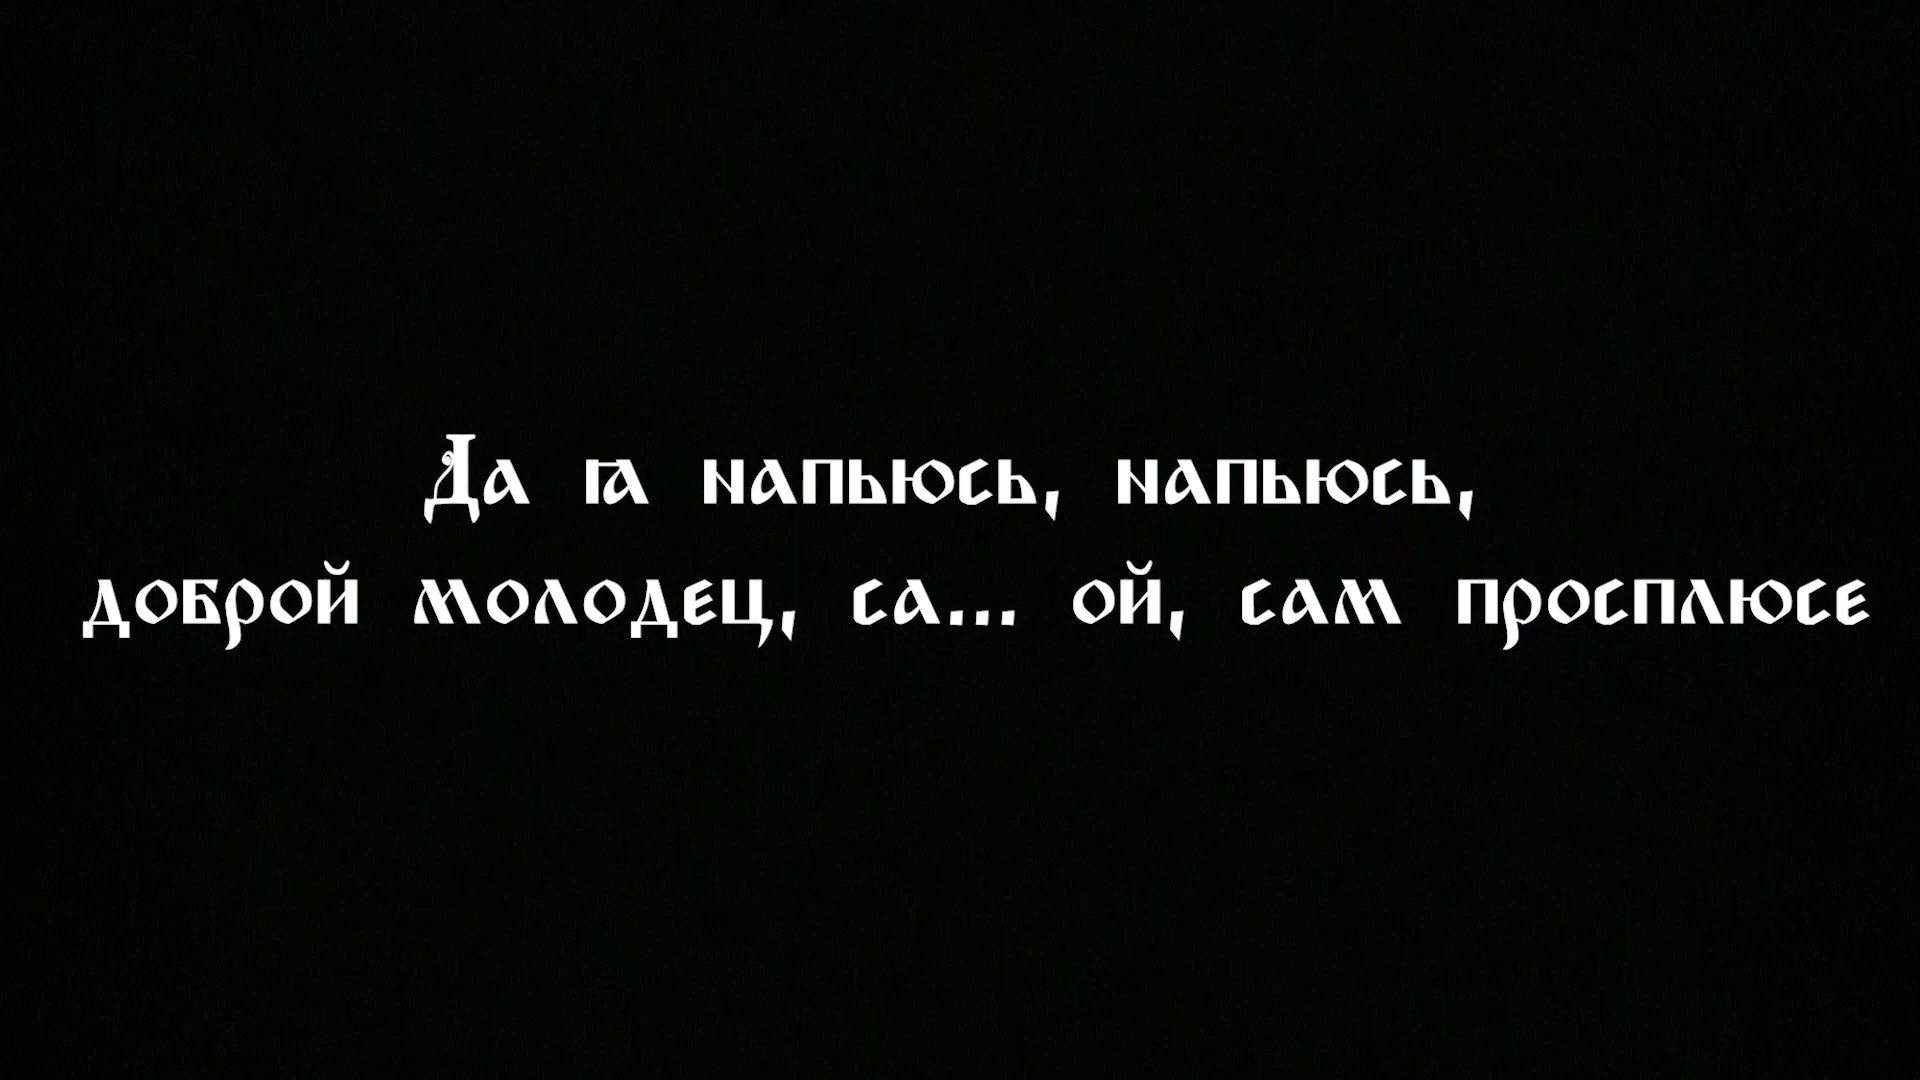 Да ꙗ напьюсь, напьюсь,
доброй молодец, са... ой, сам просплюсе